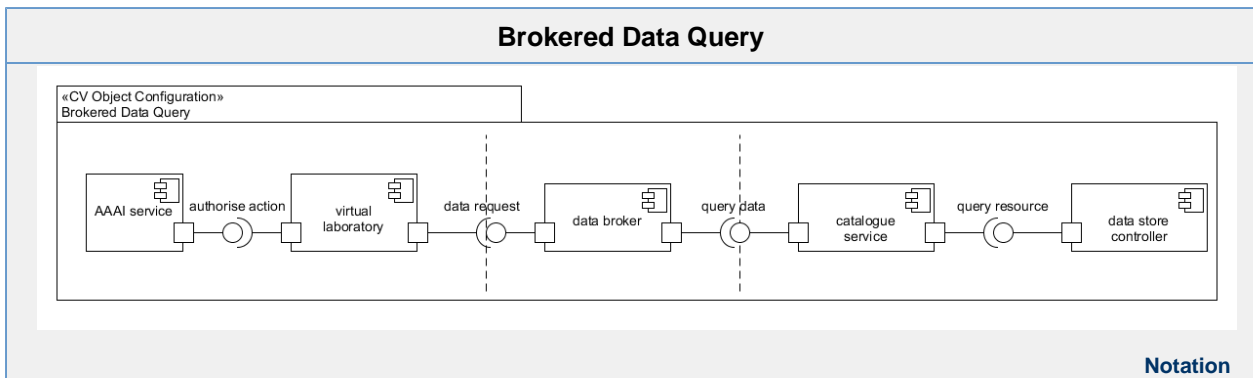 Brokered Data Query
«CV Object Configuration»
Brokered Data Query
AAAI service
authorise action
virtual
laboratory
data request
data broker
query data
catalogue
service
query resource
data store
controller
Notation